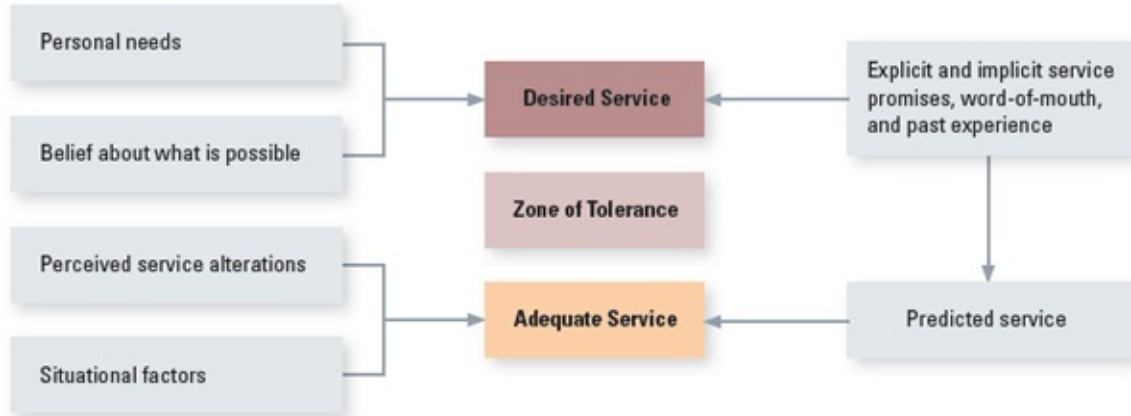 Personal needs
Belief about what is possible
Perceived service alterations
Situational factors
Desired Service
Zone of Tolerance
Adequate Service
Explicit and implicit service
promises, word-of-mouth,
and past experience
Predicted service